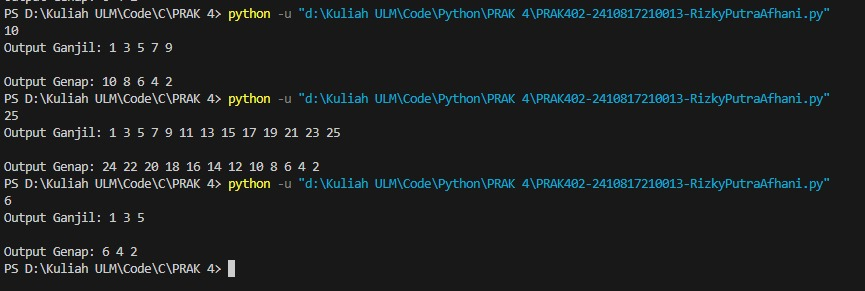 PS D:\Kuliah ULM\Code\C\PRAK 4> python -u "d:\Kuliah ULM\Code\Python\PRAK 4\PRAK402-2410817210013-RizkyPutraAfhani.py"
10
Output Ganjil: 1 3 5 7 9
Output Genap: 10 8 6 4 2
PS D:\Kuliah ULM\Code\C\PRAK 4> python -u "d:\Kuliah ULM\Code\Python\PRAK 4\PRAK402-2410817210013-RizkyPutraAfhani.py"
25
Output Ganjil: 1 3 5 7 9 11 13 15 17 19 21 23 25
Output Genap: 24 22 20 18 16 14 12 10 8 6 4 2
PS D:\Kuliah ULM\Code\C\PRAK 4> python -u "d:\Kuliah ULM\Code\Python\PRAK 4\PRAK402-2410817210013-RizkyPutraAfhani.py"
6
Output Ganjil: 1 3 5
Output Genap: 6 4 2
PS D:\Kuliah ULM\Code\C\PRAK 4>